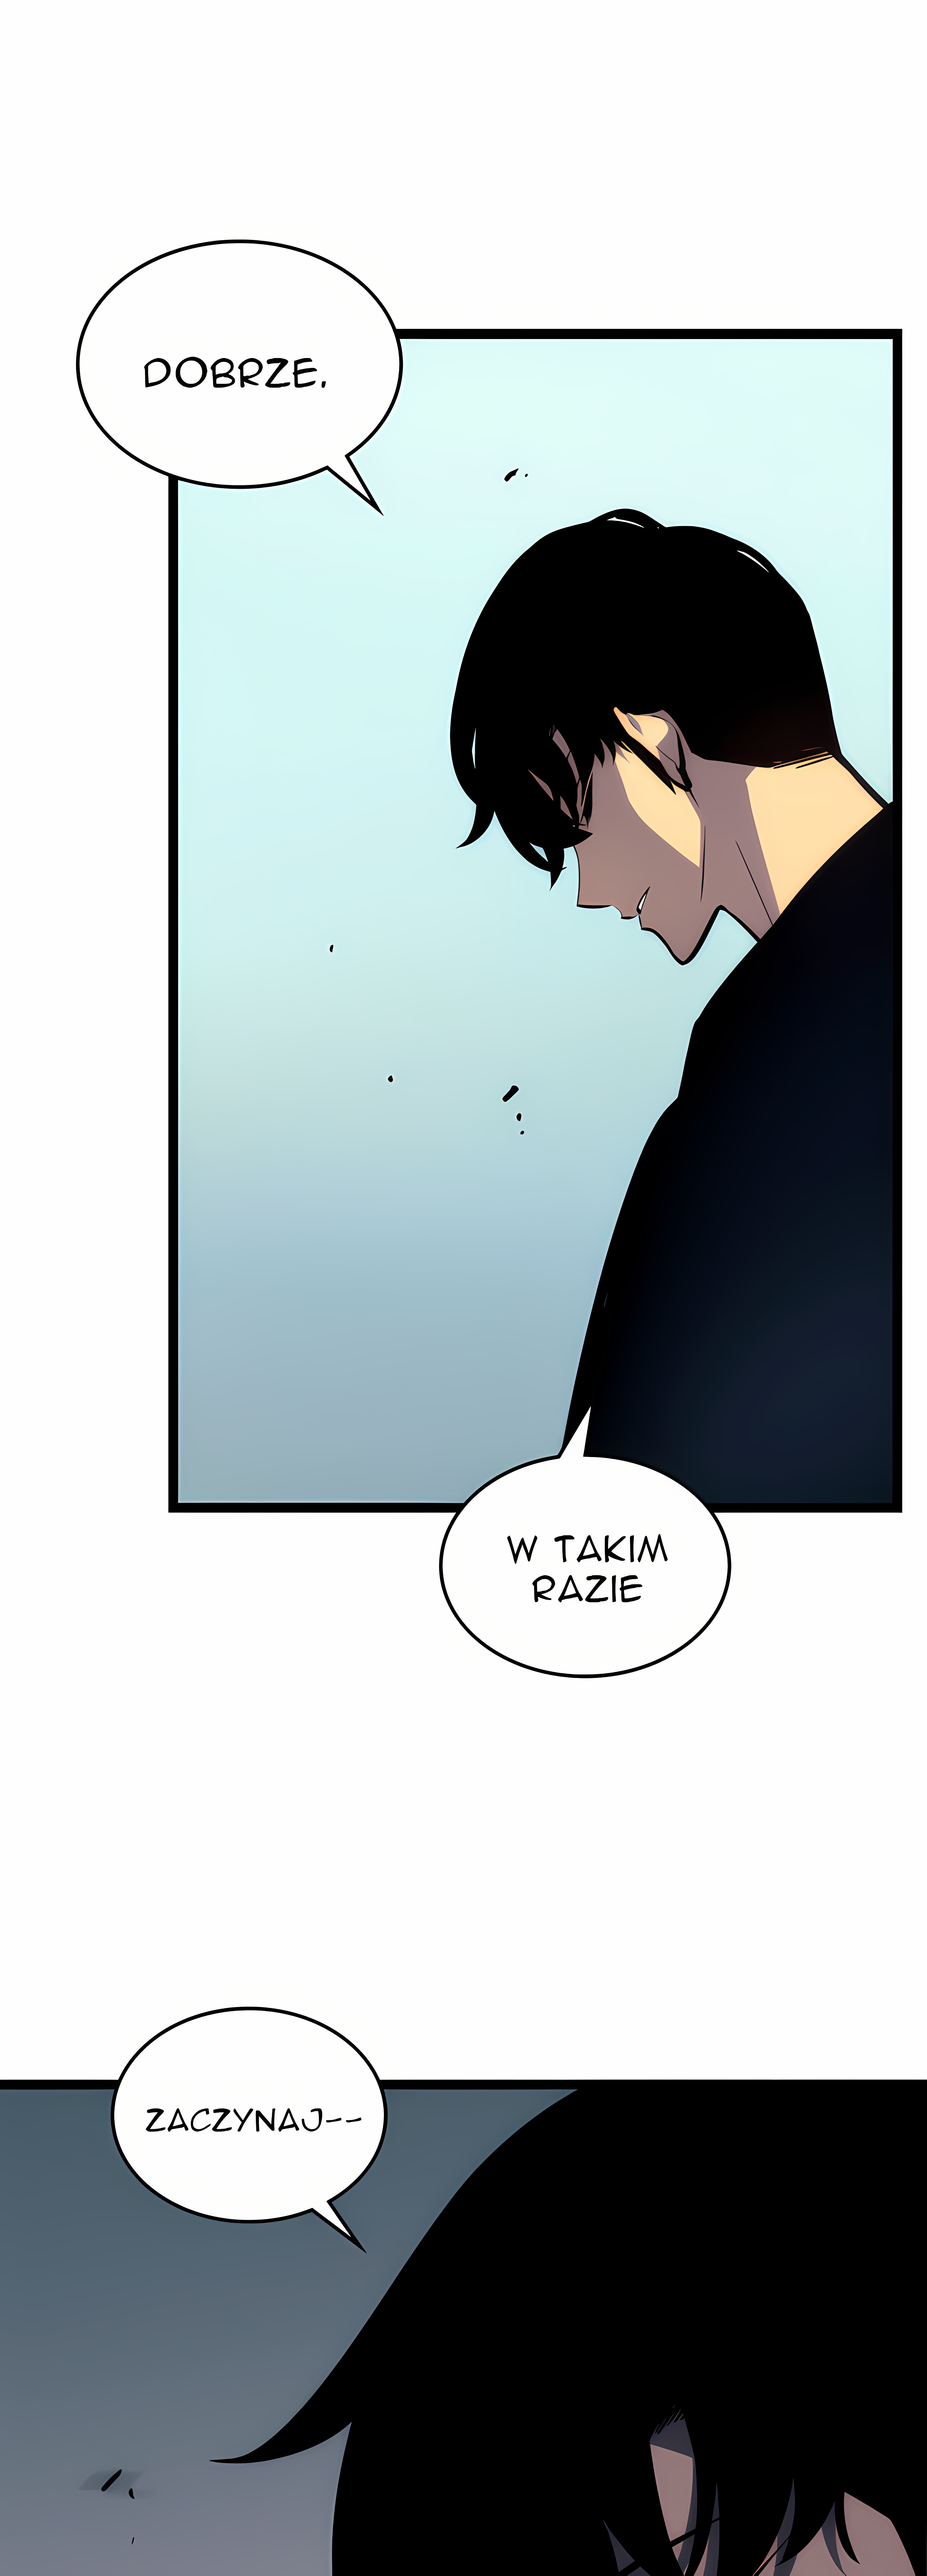 DOBRZE.
W TAKIM
RAZIE
ZACZYNAJ--